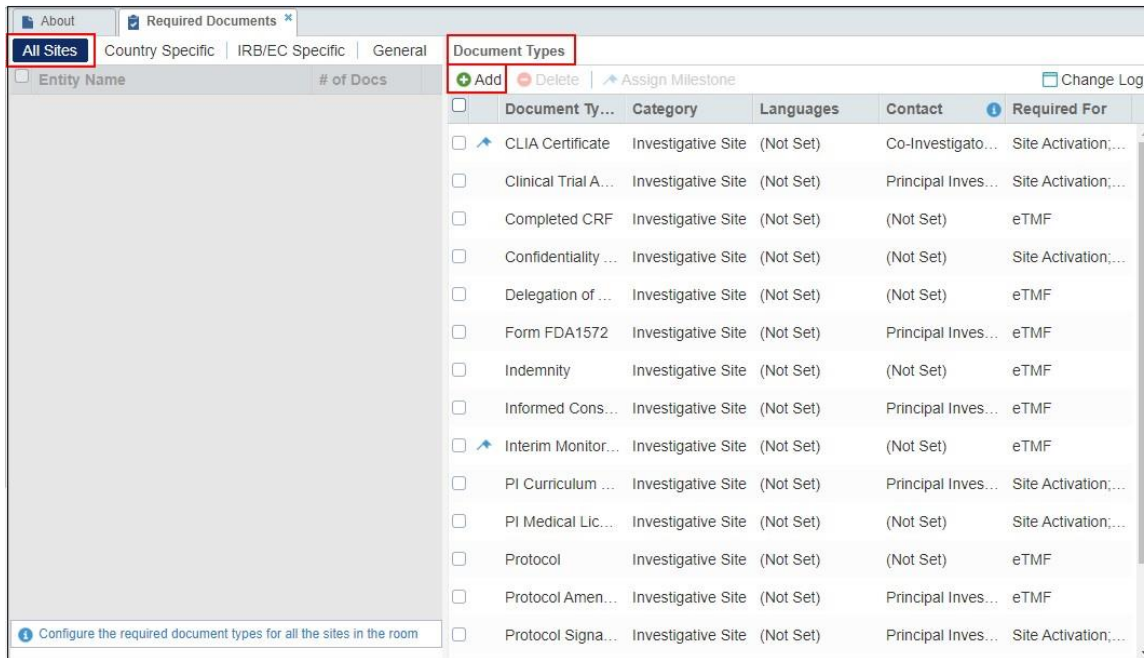 About
Required Documents
All Sites
Country Specific
IRB/EC Specific
General
Document Types
Entity Name
# of Docs
Add
Delete
Assign Milestone
Change Log
Document Ty...
Category
Languages
Contact
Required For
CLIA Certificate Investigative Site (Not Set) Co-Investigato... Site Activation;...
Clinical Trial A... Investigative Site (Not Set) Principal Inves... Site Activation;...
Completed CRF Investigative Site (Not Set) (Not Set) eTMF
Confidentiality ... Investigative Site (Not Set) (Not Set) Site Activation;...
Delegation of ... Investigative Site (Not Set) (Not Set) eTMF
Form FDA1572 Investigative Site (Not Set) Principal Inves... eTMF
Indemnity Investigative Site (Not Set) (Not Set) eTMF
Informed Cons... Investigative Site (Not Set) Principal Inves... eTMF
Interim Monitor... Investigative Site (Not Set) (Not Set) eTMF
PI Curriculum ... Investigative Site (Not Set) Principal Inves... Site Activation;...
PI Medical Lic... Investigative Site (Not Set) (Not Set) Site Activation;...
Protocol Investigative Site (Not Set) (Not Set) eTMF
Protocol Amen... Investigative Site (Not Set) Principal Inves... eTMF
Protocol Signa... Investigative Site (Not Set) Principal Inves... Site Activation;...
Configure the required document types for all the sites in the room